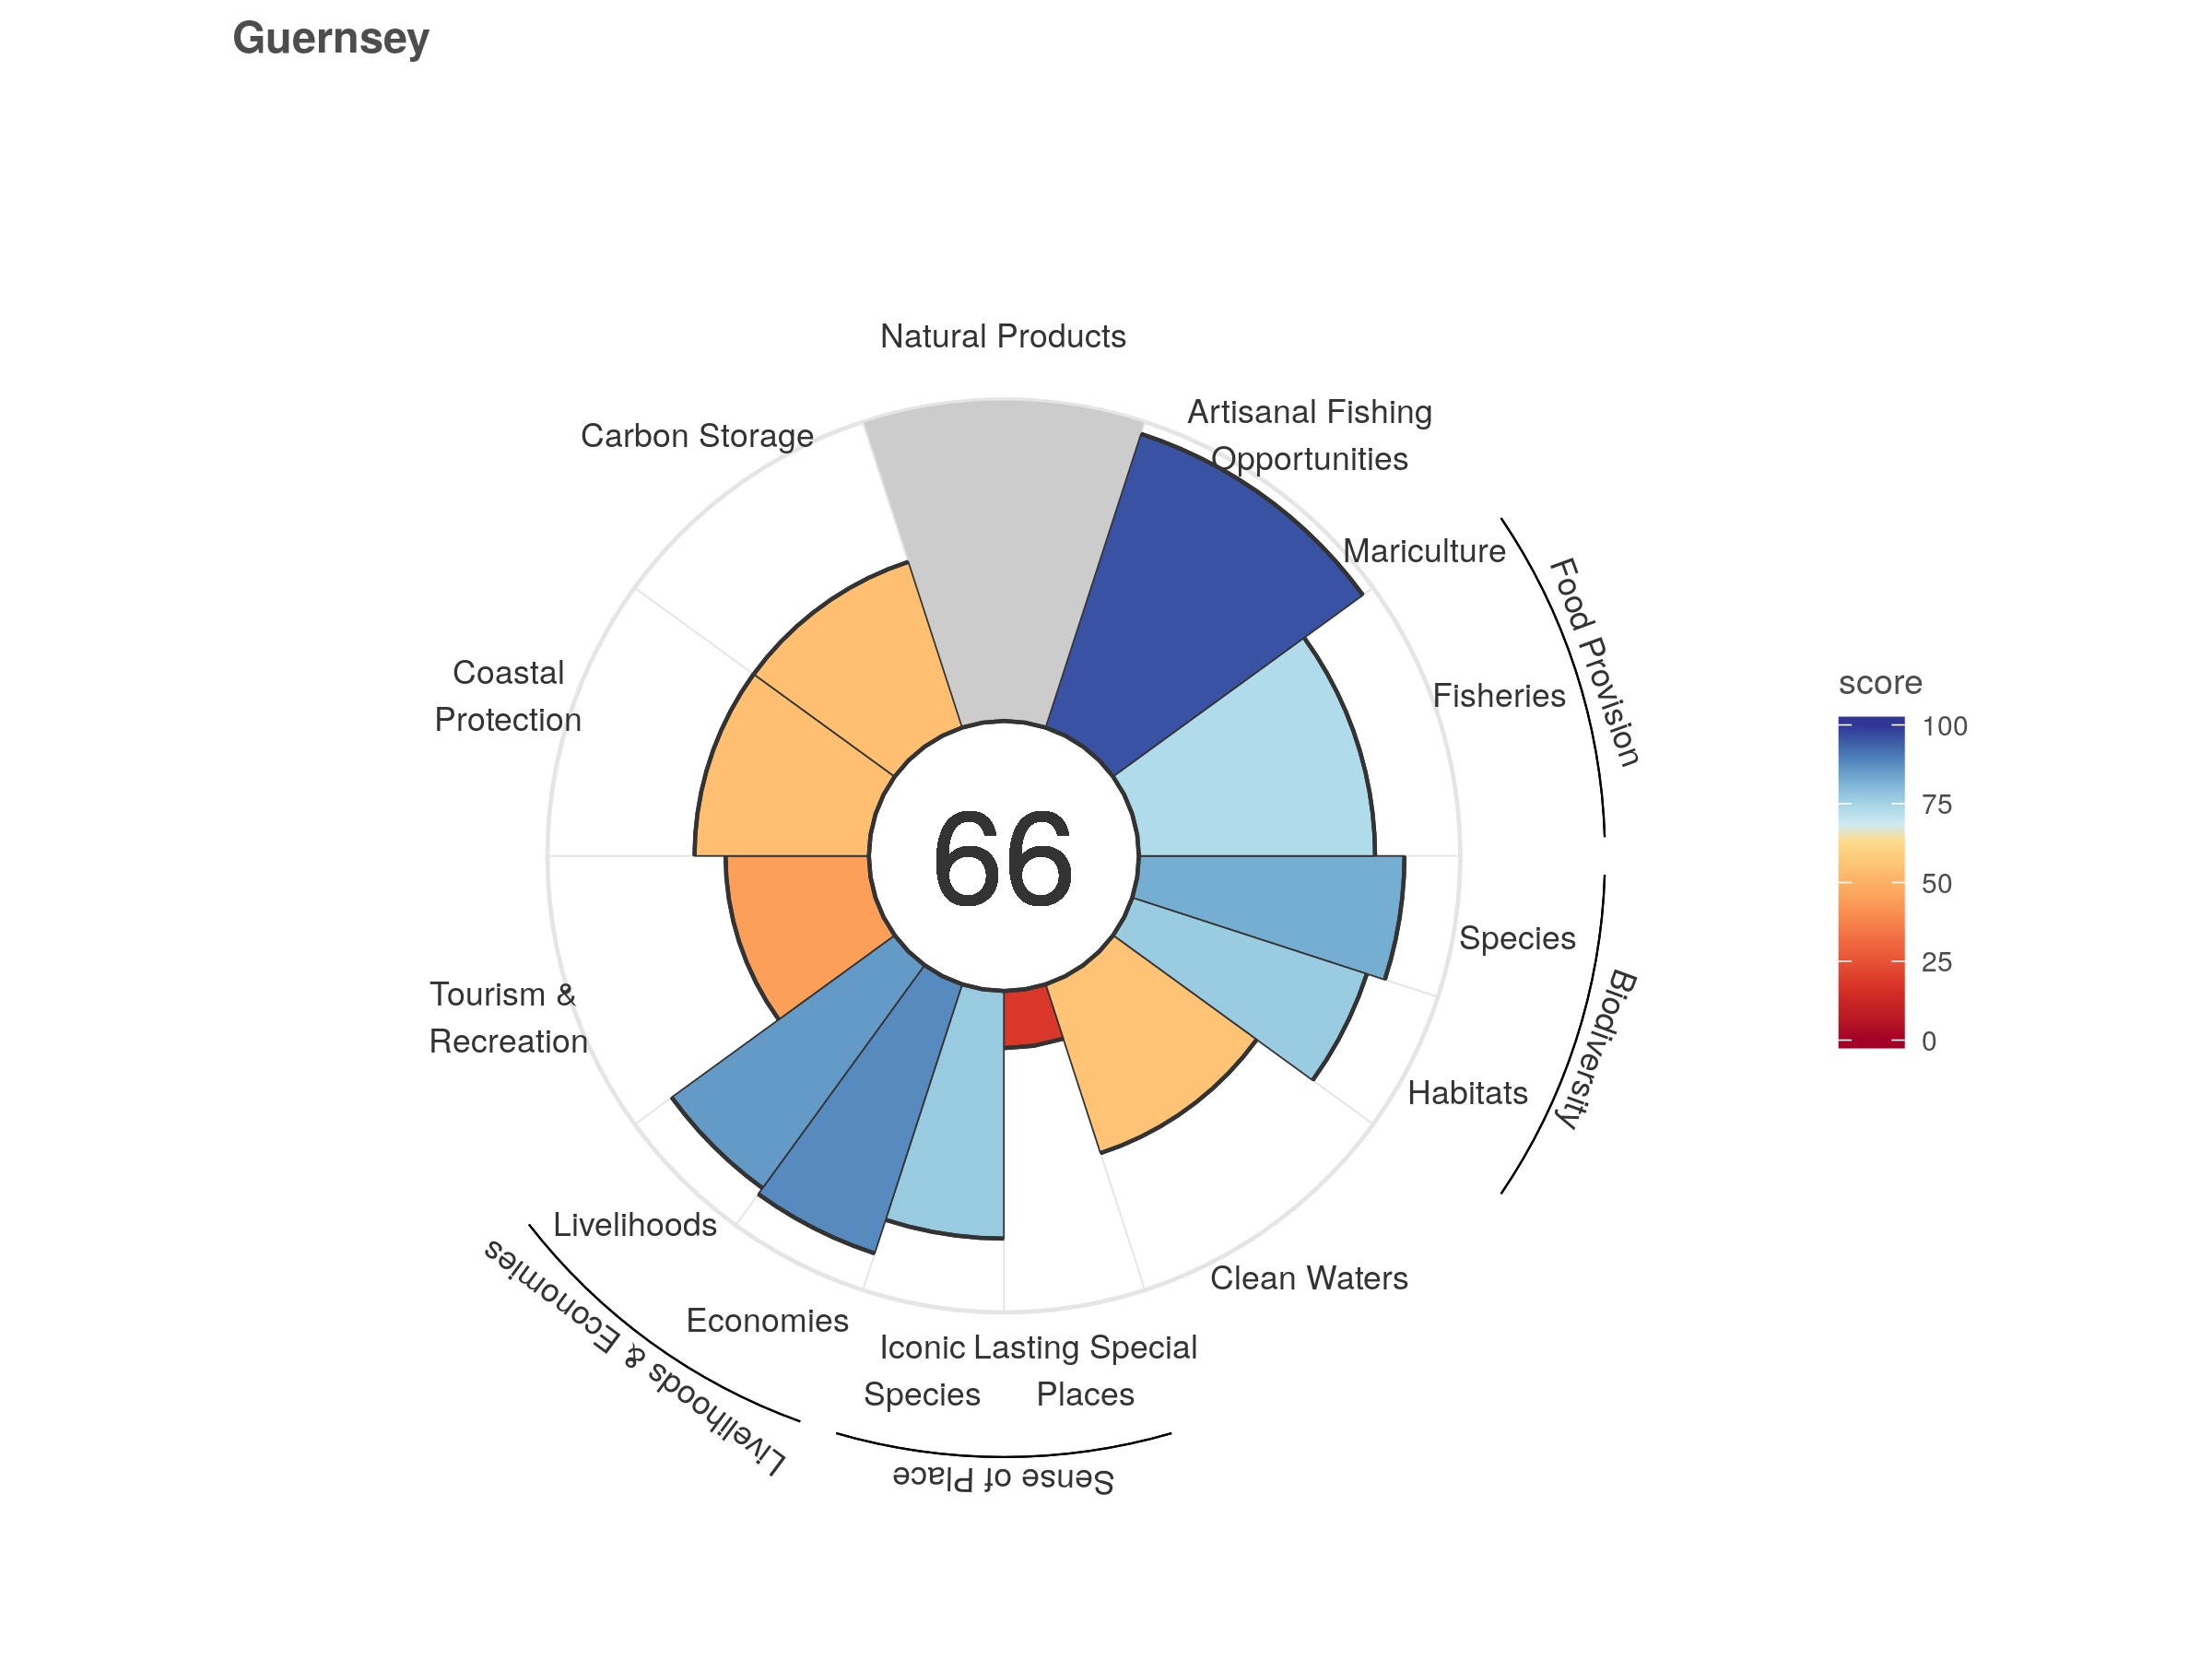 Guernsey
Natural Products
Artisanal Fishing
Opportunities
Carbon Storage
Mariculture
Food Provision
Fisheries
Coastal
Protection
score
100
75
50
25
0
66
Species
Biodiversity
Habitats
Tourism &
Recreation
Livelihoods
Clean Waters
Economies
Livelihoods & Economies
Iconic
Species
Lasting Special
Places
Sense of Place